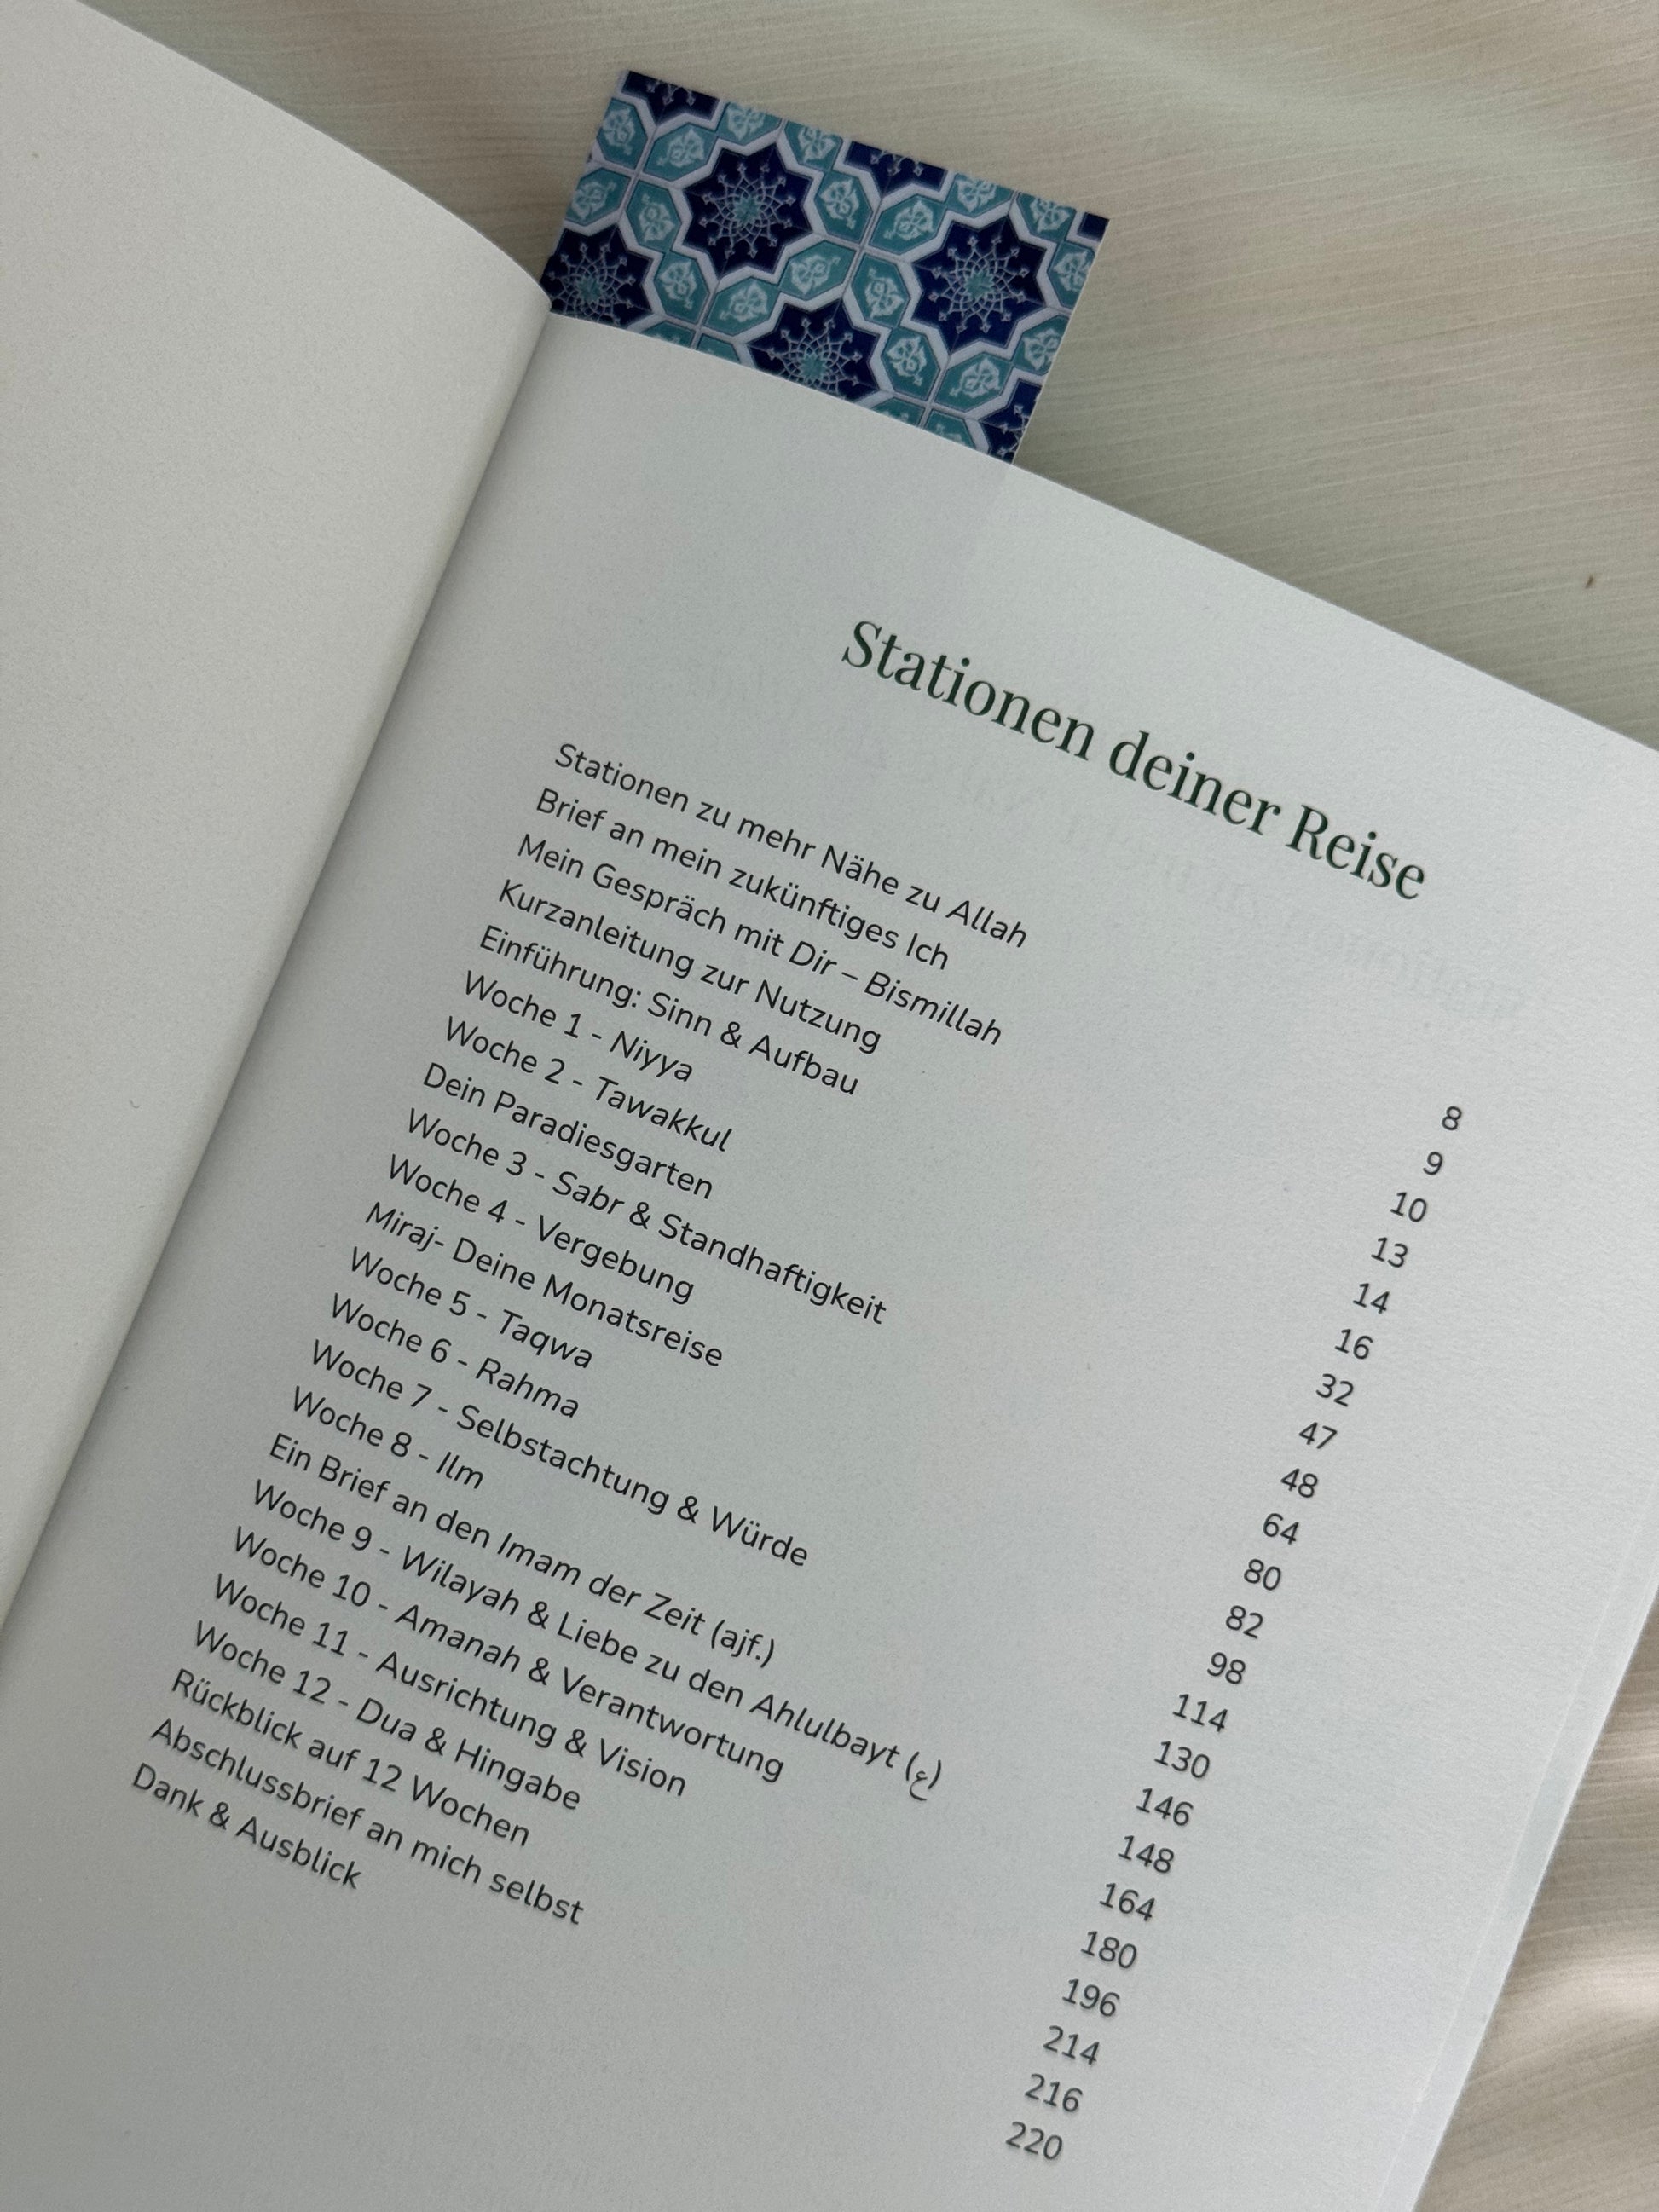 Stationen deiner Reise
Stationen zu mehr Nähe zu Allah 8
Brief an mein zukünftiges Ich 9
Mein Gespräch mit Dir – Bismillah 10
Kurzanleitung zur Nutzung 13
Einführung: Sinn & Aufbau 14
Woche 1 - Niyya 16
Woche 2 - Tawakkul 32
Dein Paradiesgarten 47
Woche 3 - Sabr & Standhaftigkeit 48
Woche 4 - Vergebung 64
Miraj- Deine Monatsreise 80
Woche 5 - Taqwa 82
Woche 6 - Rahma 98
Woche 7 - Selbstachtung & Würde 114
Woche 8 - Ilm 130
Ein Brief an den Imam der Zeit (ajf.) 146
Woche 9 - Wilayah & Liebe zu den Ahlulbayt (ع) 148
Woche 10 - Amanah & Verantwortung 164
Woche 11 - Ausrichtung & Vision 180
Woche 12 - Dua & Hingabe 196
Rückblick auf 12 Wochen 214
Abschlussbrief an mich selbst 216
Dank & Ausblick 220